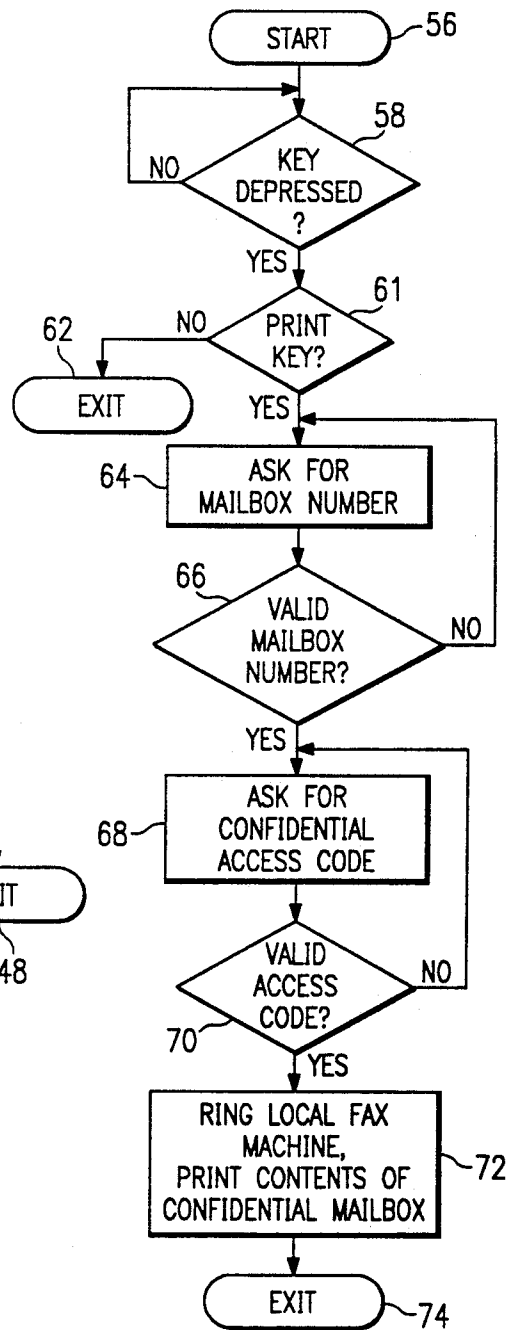 START
56
58
NO
KEY
DEPRESSED
?
YES
61
NO
PRINT
KEY?
62
EXIT
YES
64
ASK FOR
MAILBOX NUMBER
66
VALID
MAILBOX
NUMBER?
NO
YES
68
ASK FOR
CONFIDENTIAL
ACCESS CODE
IT
48
VALID
ACCESS
CODE?
NO
70
YES
RING LOCAL FAX
MACHINE,
PRINT CONTENTS OF
CONFIDENTIAL MAILBOX
72
EXIT
74